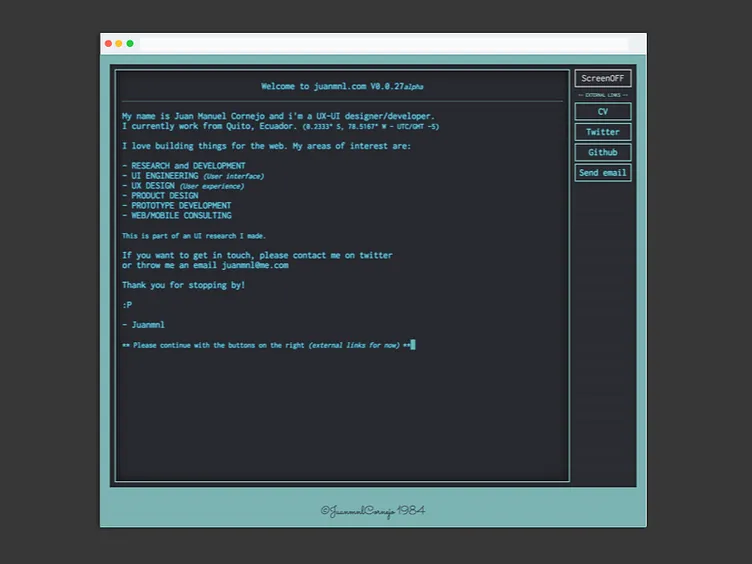 Welcome to juanmnl.com V0.0.27alpha
My name is Juan Manuel Cornejo and i'm a UX-UI designer/developer.
I currently work from Quito, Ecuador. (0.2333° S, 78.5167° W - UTC/GMT -5)
I love building things for the web. My areas of interest are:
- RESEARCH and DEVELOPMENT
- UI ENGINEERING (User interface)
- UX DESIGN (User experience)
- PRODUCT DESIGN
- PROTOTYPE DEVELOPMENT
- WEB/MOBILE CONSULTING
This is part of an UI research I made.
If you want to get in touch, please contact me on twitter
or throw me an email juanmnl@me.com
Thank you for stopping by!
:P
- Juanmnl
** Please continue with the buttons on the right (external links for now) **
ScreenOFF
~~ EXTERNAL LINKS ~~
CV
Twitter
Github
Send email
©JuanmnlCornejo 1984